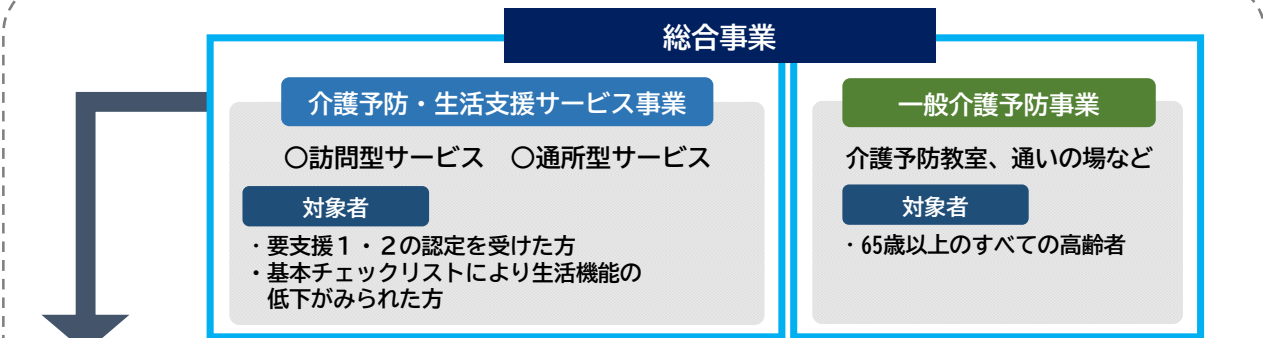 総合事業
介護予防・生活支援サービス事業
〇訪問型サービス　〇通所型サービス
対象者
・要支援１・２の認定を受けた方
・基本チェックリストにより生活機能の
低下がみられた方
一般介護予防事業
介護予防教室、通いの場など
対象者
・65歳以上のすべての高齢者